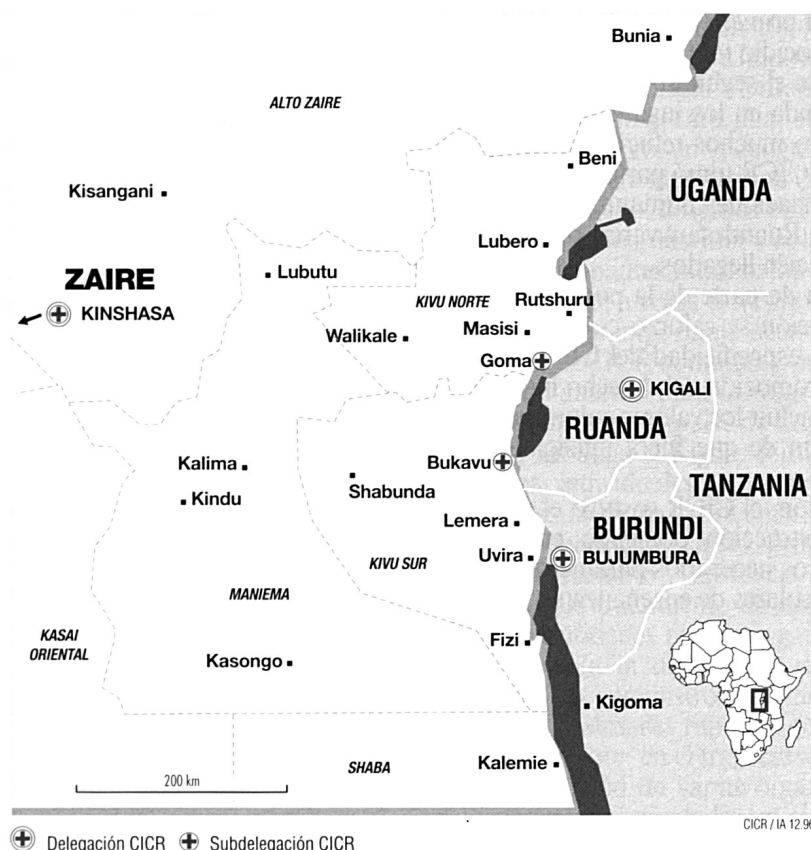 Bunia
ALTO ZAIRE
Beni
Kisangani
UGANDA
Lubero
ZAIRE
Lubutu
KIVU NORTE
Rutshuru
KINSHASA
Walikale
Masisi
Goma
KIGALI
RUANDA
Kalima
Bukavu
Shabunda
TANZANIA
Kindu
Lemera
BURUNDI
Uvira
BUJUMBURA
KIVU SUR
MANIEMA
KASAI
ORIENTAL
Fizi
Kasongo
Kigoma
SHABA
Kalemie
200 km
CICR / IA 12.96
Delegación CICR Subdelegación CICR